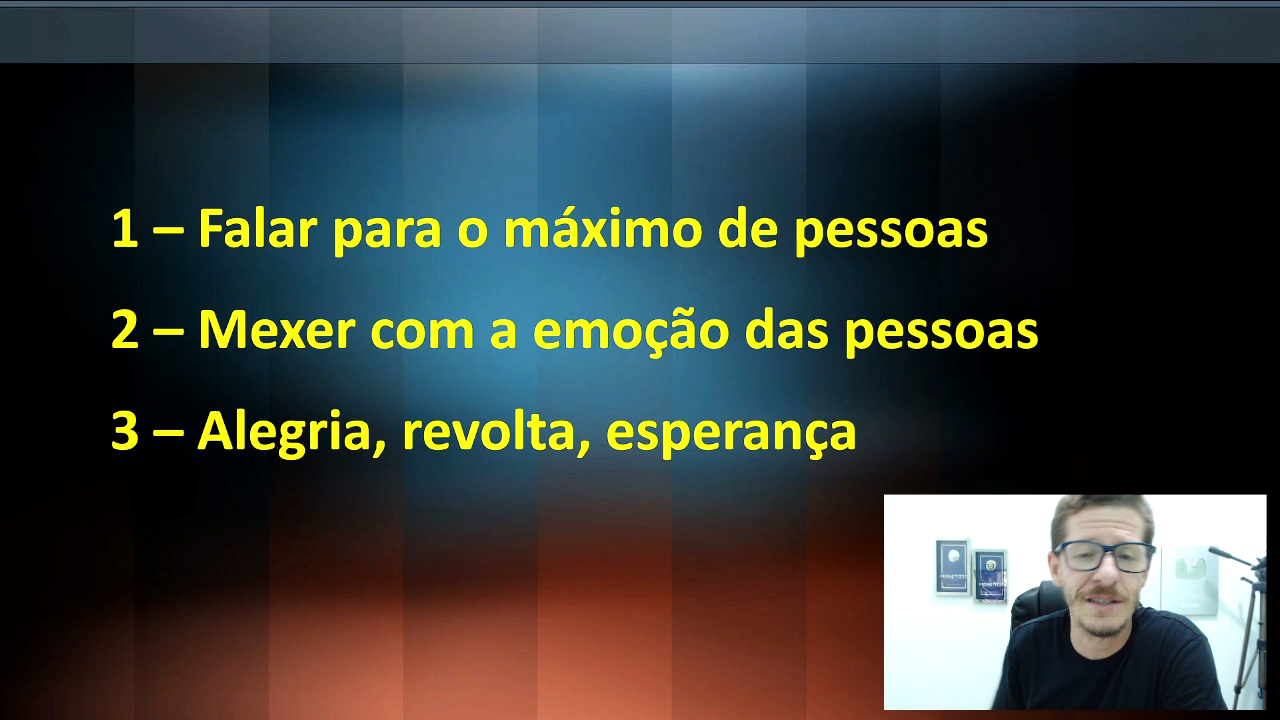 1 – Falar para o máximo de pessoas
2 – Mexer com a emoção das pessoas
3 – Alegria, revolta, esperança